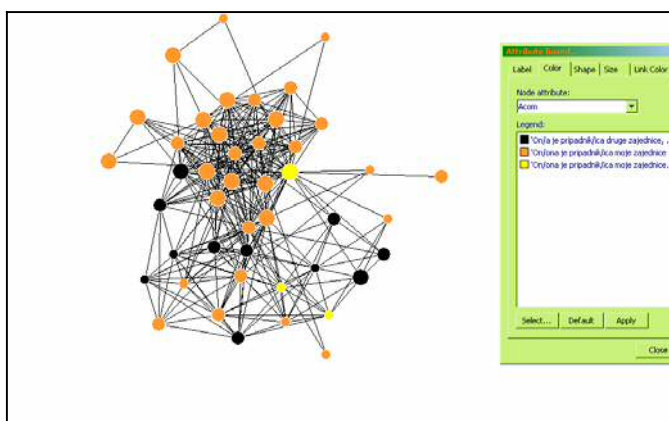 Attribute based...
Label Color Shape Size Link Color
Node attribute:
Acom
Legend:
'On/a je pripadnik/ica druge zajednice, ..
'On/ona je pripadnik/ica moje zajednice
'On/ona je pripadnik/ica moje zajednice..
Select... Default Apply
Close